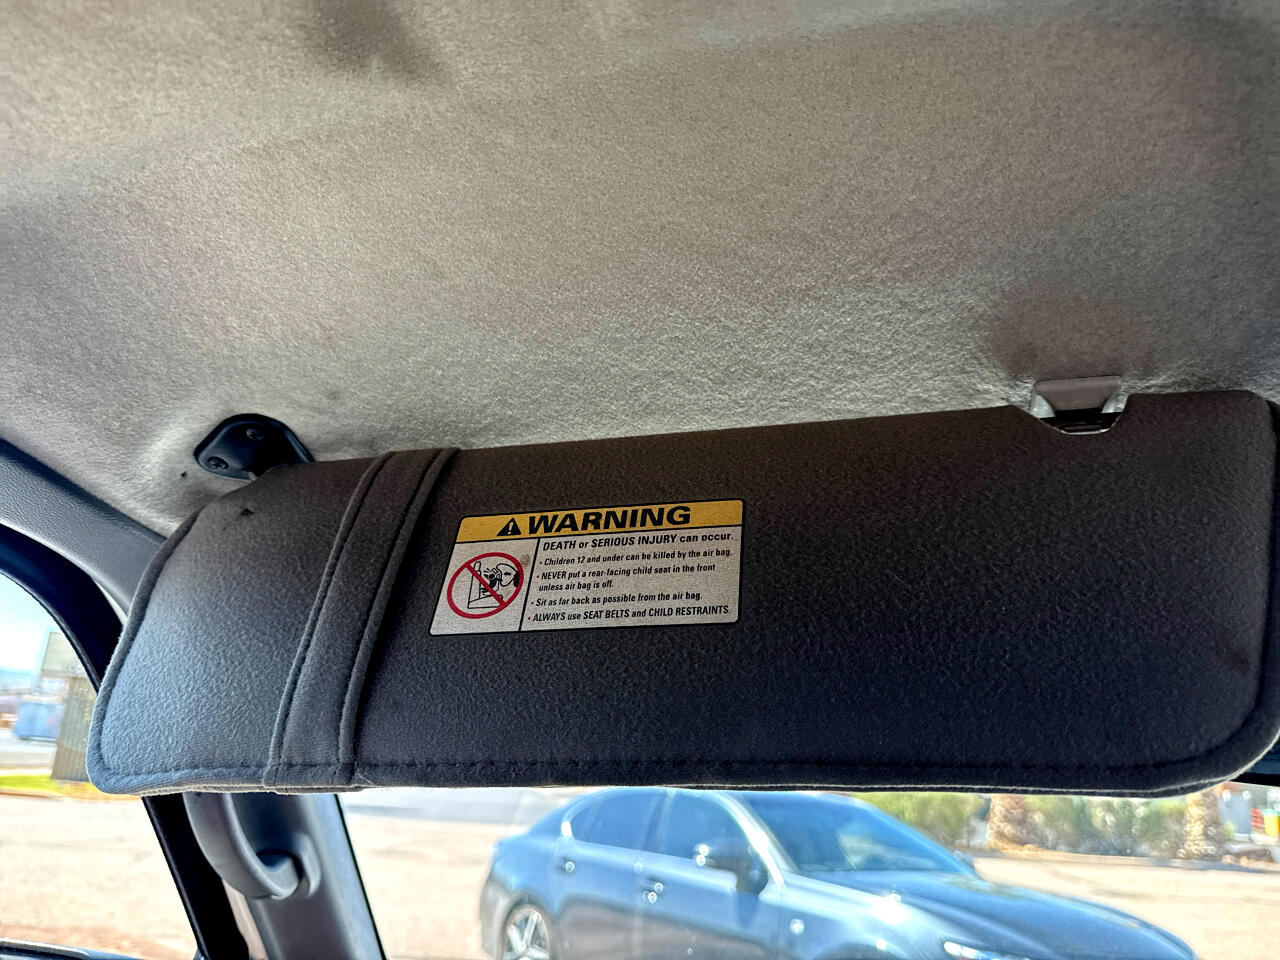 WARNING
DEATH or SERIOUS INJURY can occur.
• Children 12 and under can be killed by the air bag.
• NEVER put a rear-facing child seat in the front
unless air bag is off.
• Sit as far back as possible from the air bag.
• ALWAYS use SEAT BELTS and CHILD RESTRAINTS.